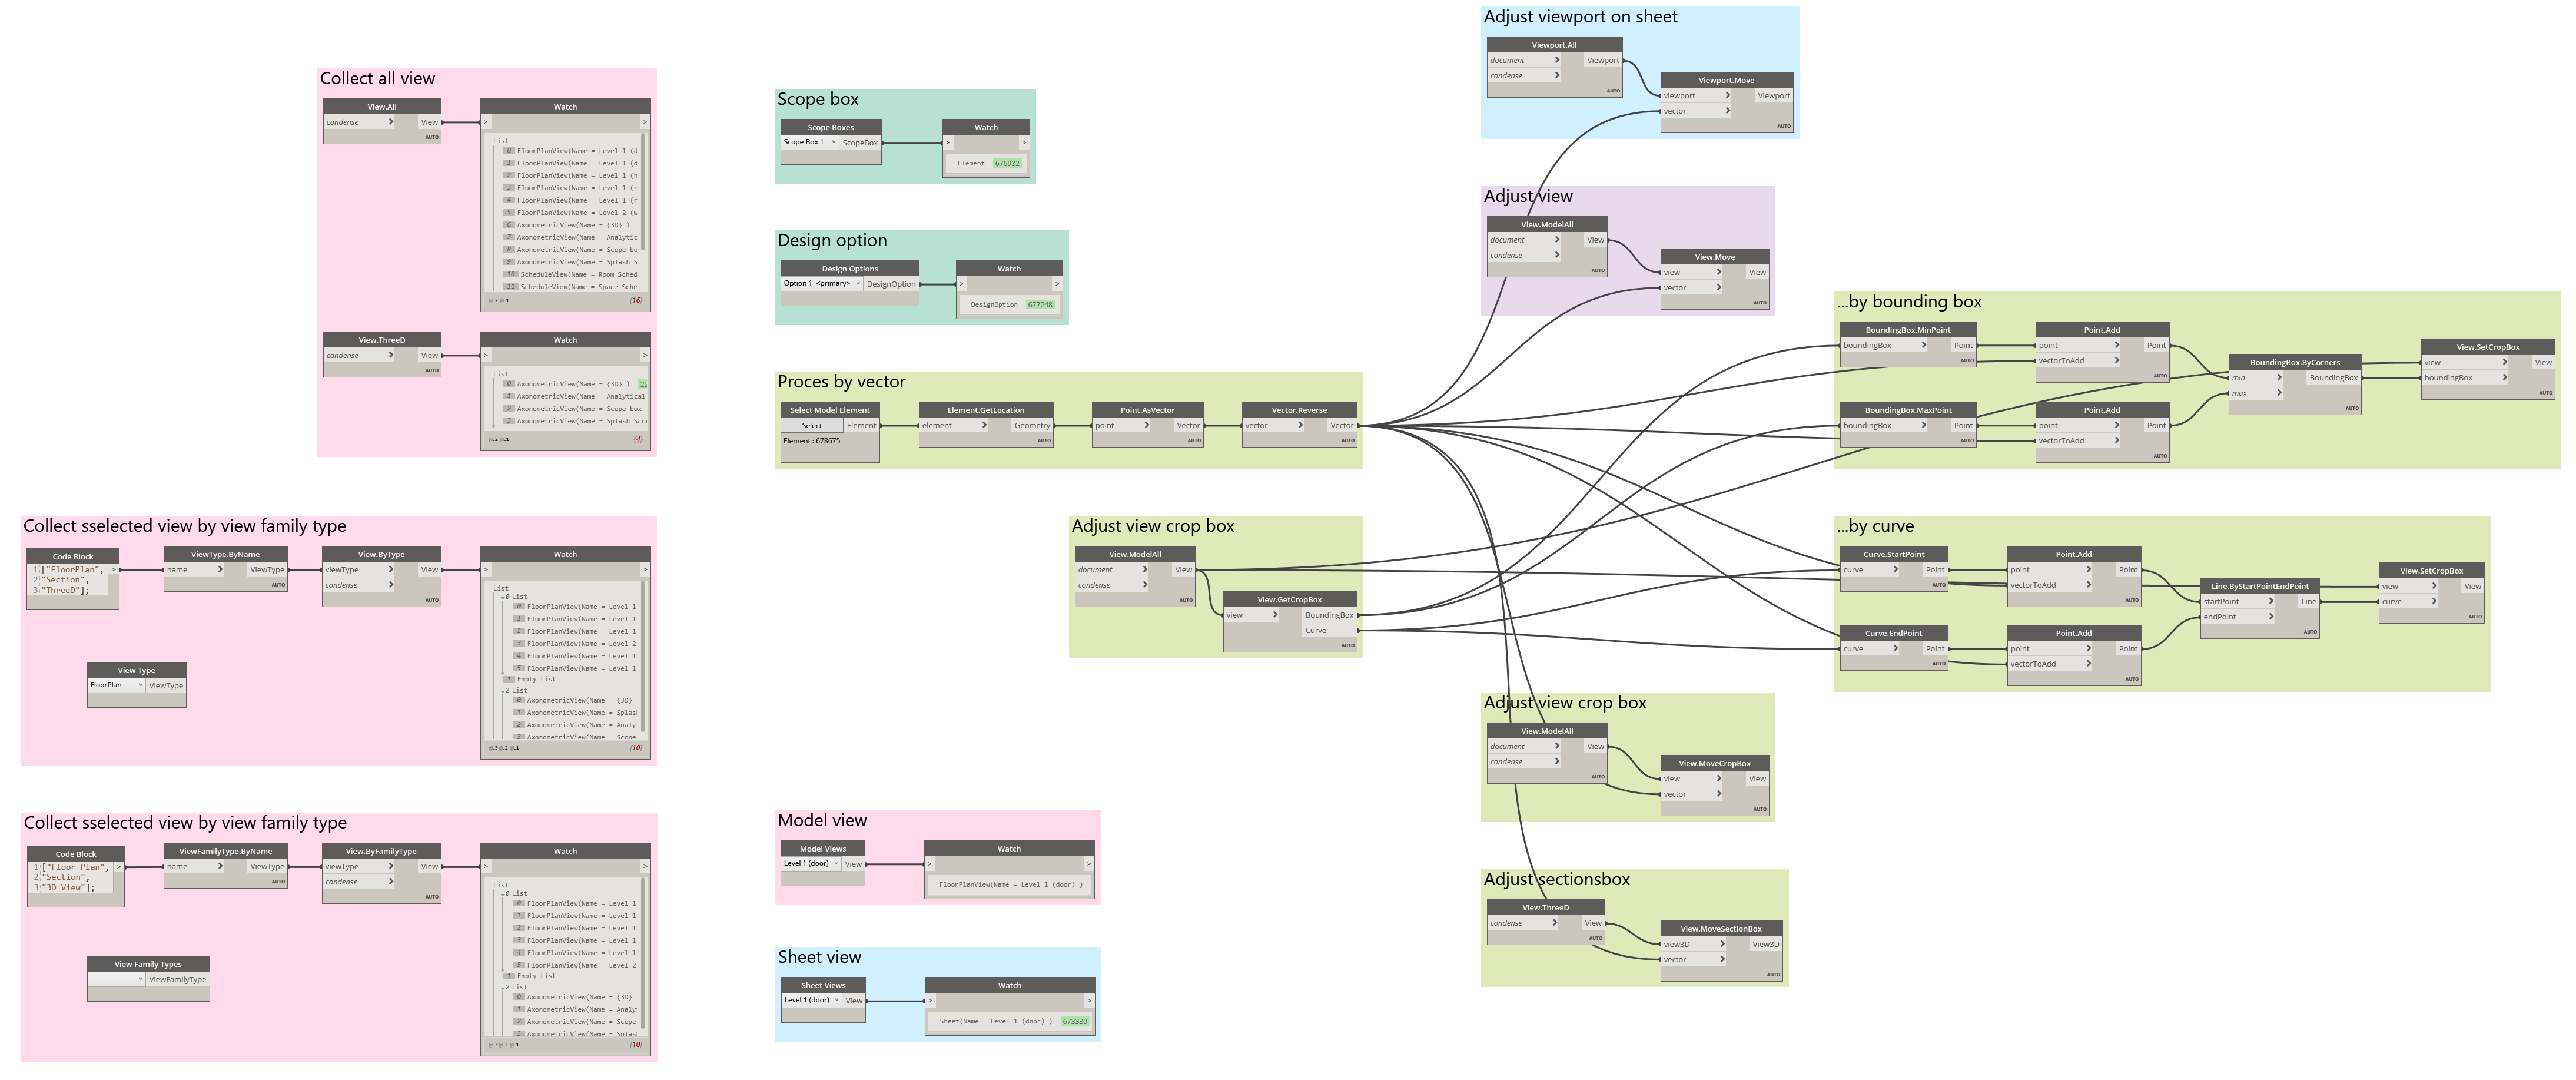 Collect all view
View.All
condense > View
AUTO
Watch
> >
List
0 FloorPlanView(Name = Level 1 (d
1 FloorPlanView(Name = Level 1 (d
2 FloorPlanView(Name = Level 1 (h
3 FloorPlanView(Name = Level 1 (r
4 FloorPlanView(Name = Level 1 (r
5 FloorPlanView(Name = Level 2 (w
6 AxonometricView(Name = {3D} )
7 AxonometricView(Name = Analytic
8 AxonometricView(Name = Scope bo
9 AxonometricView(Name = Splash S
10 ScheduleView(Name = Room Sched
11 ScheduleView(Name = Space Sche
@L2 @L1 {16}
View.ThreeD
condense > View
AUTO
Watch
> >
List
0 AxonometricView(Name = {3D} ) 22
1 AxonometricView(Name = Analytical
2 AxonometricView(Name = Scope box
3 AxonometricView(Name = Splash Scre
@L2 @L1 {4}
Collect sselected view by view family type
Code Block
1 ["FloorPlan", >
2 "Section",
3 "ThreeD"];
ViewType.ByName
name > ViewType
AUTO
View.ByType
viewType > View
condense >
AUTO
Watch
> >
List
0 List
0 FloorPlanView(Name = Level 1
1 FloorPlanView(Name = Level 1
2 FloorPlanView(Name = Level 1
3 FloorPlanView(Name = Level 2
4 FloorPlanView(Name = Level 1
5 FloorPlanView(Name = Level 1
1 Empty List
2 List
0 AxonometricView(Name = {3D}
1 AxonometricView(Name = Splas
2 AxonometricView(Name = Analy
3 AxonometricView(Name = Scope
@L3 @L2 @L1 {10}
View Type
FloorPlan ViewType
Collect sselected view by view family type
Code Block
1 ["Floor Plan", >
2 "Section",
3 "3D View"];
ViewFamilyType.ByName
name > ViewType
AUTO
View.ByFamilyType
viewType > View
condense >
AUTO
Watch
> >
List
0 List
0 FloorPlanView(Name = Level 1
1 FloorPlanView(Name = Level 1
2 FloorPlanView(Name = Level 1
3 FloorPlanView(Name = Level 1
4 FloorPlanView(Name = Level 1
5 FloorPlanView(Name = Level 2
1 Empty List
2 List
0 AxonometricView(Name = {3D}
1 AxonometricView(Name = Analy
2 AxonometricView(Name = Scope
3 AxonometricView(Name = Splas
@L3 @L2 @L1 {10}
View Family Types
ViewFamilyType
Scope box
Scope Boxes
Scope Box 1 ScopeBox
Watch
> >
Element 676932
Design option
Design Options
Option 1 <primary> DesignOption
Watch
> >
DesignOption 677248
Proces by vector
Select Model Element
Select Element
Element : 678675
Element.GetLocation
element > Geometry
AUTO
Point.AsVector
point > Vector
AUTO
Vector.Reverse
vector > Vector
AUTO
Adjust view crop box
View.ModelAll
document > View
condense >
AUTO
View.GetCropBox
view > BoundingBox
Curve
AUTO
Model view
Model Views
Level 1 (door) View
Watch
> >
FloorPlanView(Name = Level 1 (door) )
Sheet view
Sheet Views
Level 1 (door) View
Watch
> >
Sheet(Name = Level 1 (door) ) 673330
Adjust viewport on sheet
Viewport.All
document > Viewport
condense >
AUTO
Viewport.Move
viewport > Viewport
vector >
AUTO
Adjust view
View.ModelAll
document > View
condense >
AUTO
View.Move
view > View
vector >
AUTO
...by bounding box
BoundingBox.MinPoint
boundingBox > Point
AUTO
Point.Add
point > Point
vectorToAdd >
AUTO
BoundingBox.MaxPoint
boundingBox > Point
AUTO
Point.Add
point > Point
vectorToAdd >
AUTO
BoundingBox.ByCorners
min > BoundingBox
max >
AUTO
View.SetCropBox
view > View
boundingBox >
AUTO
...by curve
Curve.StartPoint
curve > Point
AUTO
Point.Add
point > Point
vectorToAdd >
AUTO
Curve.EndPoint
curve > Point
AUTO
Point.Add
point > Point
vectorToAdd >
AUTO
Line.ByStartPointEndPoint
startPoint > Line
endPoint >
AUTO
View.SetCropBox
view > View
curve >
AUTO
Adjust view crop box
View.ModelAll
document > View
condense >
AUTO
View.MoveCropBox
view > View
vector >
AUTO
Adjust sectionsbox
View.ThreeD
condense > View
AUTO
View.MoveSectionBox
view3D > View3D
vector >
AUTO